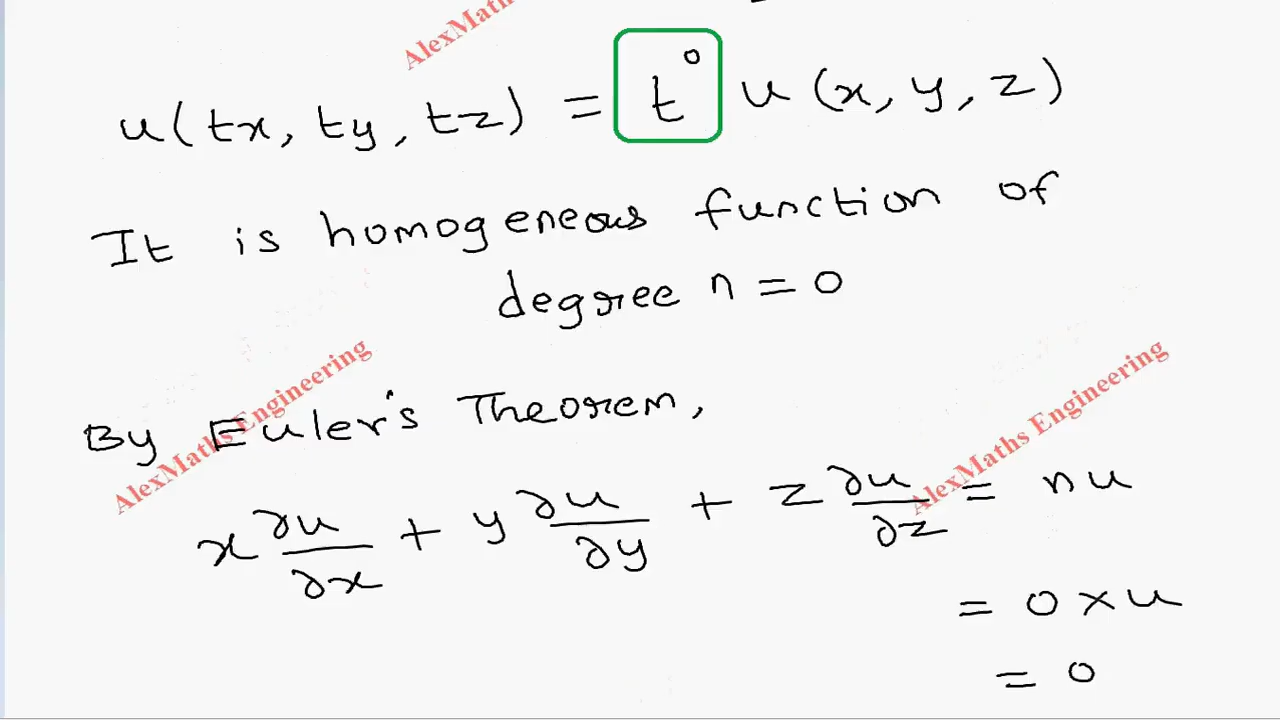 AlexMaths
u(tx, ty, tz) = t⁰ u(x, y, z)
It is homogeneous function of
degree n = 0
AlexMaths Engineering
AlexMaths Engineering
By Euler's Theorem,
x ∂u/∂x + y ∂u/∂y + z ∂u/∂z = nu
= 0 × u
= 0